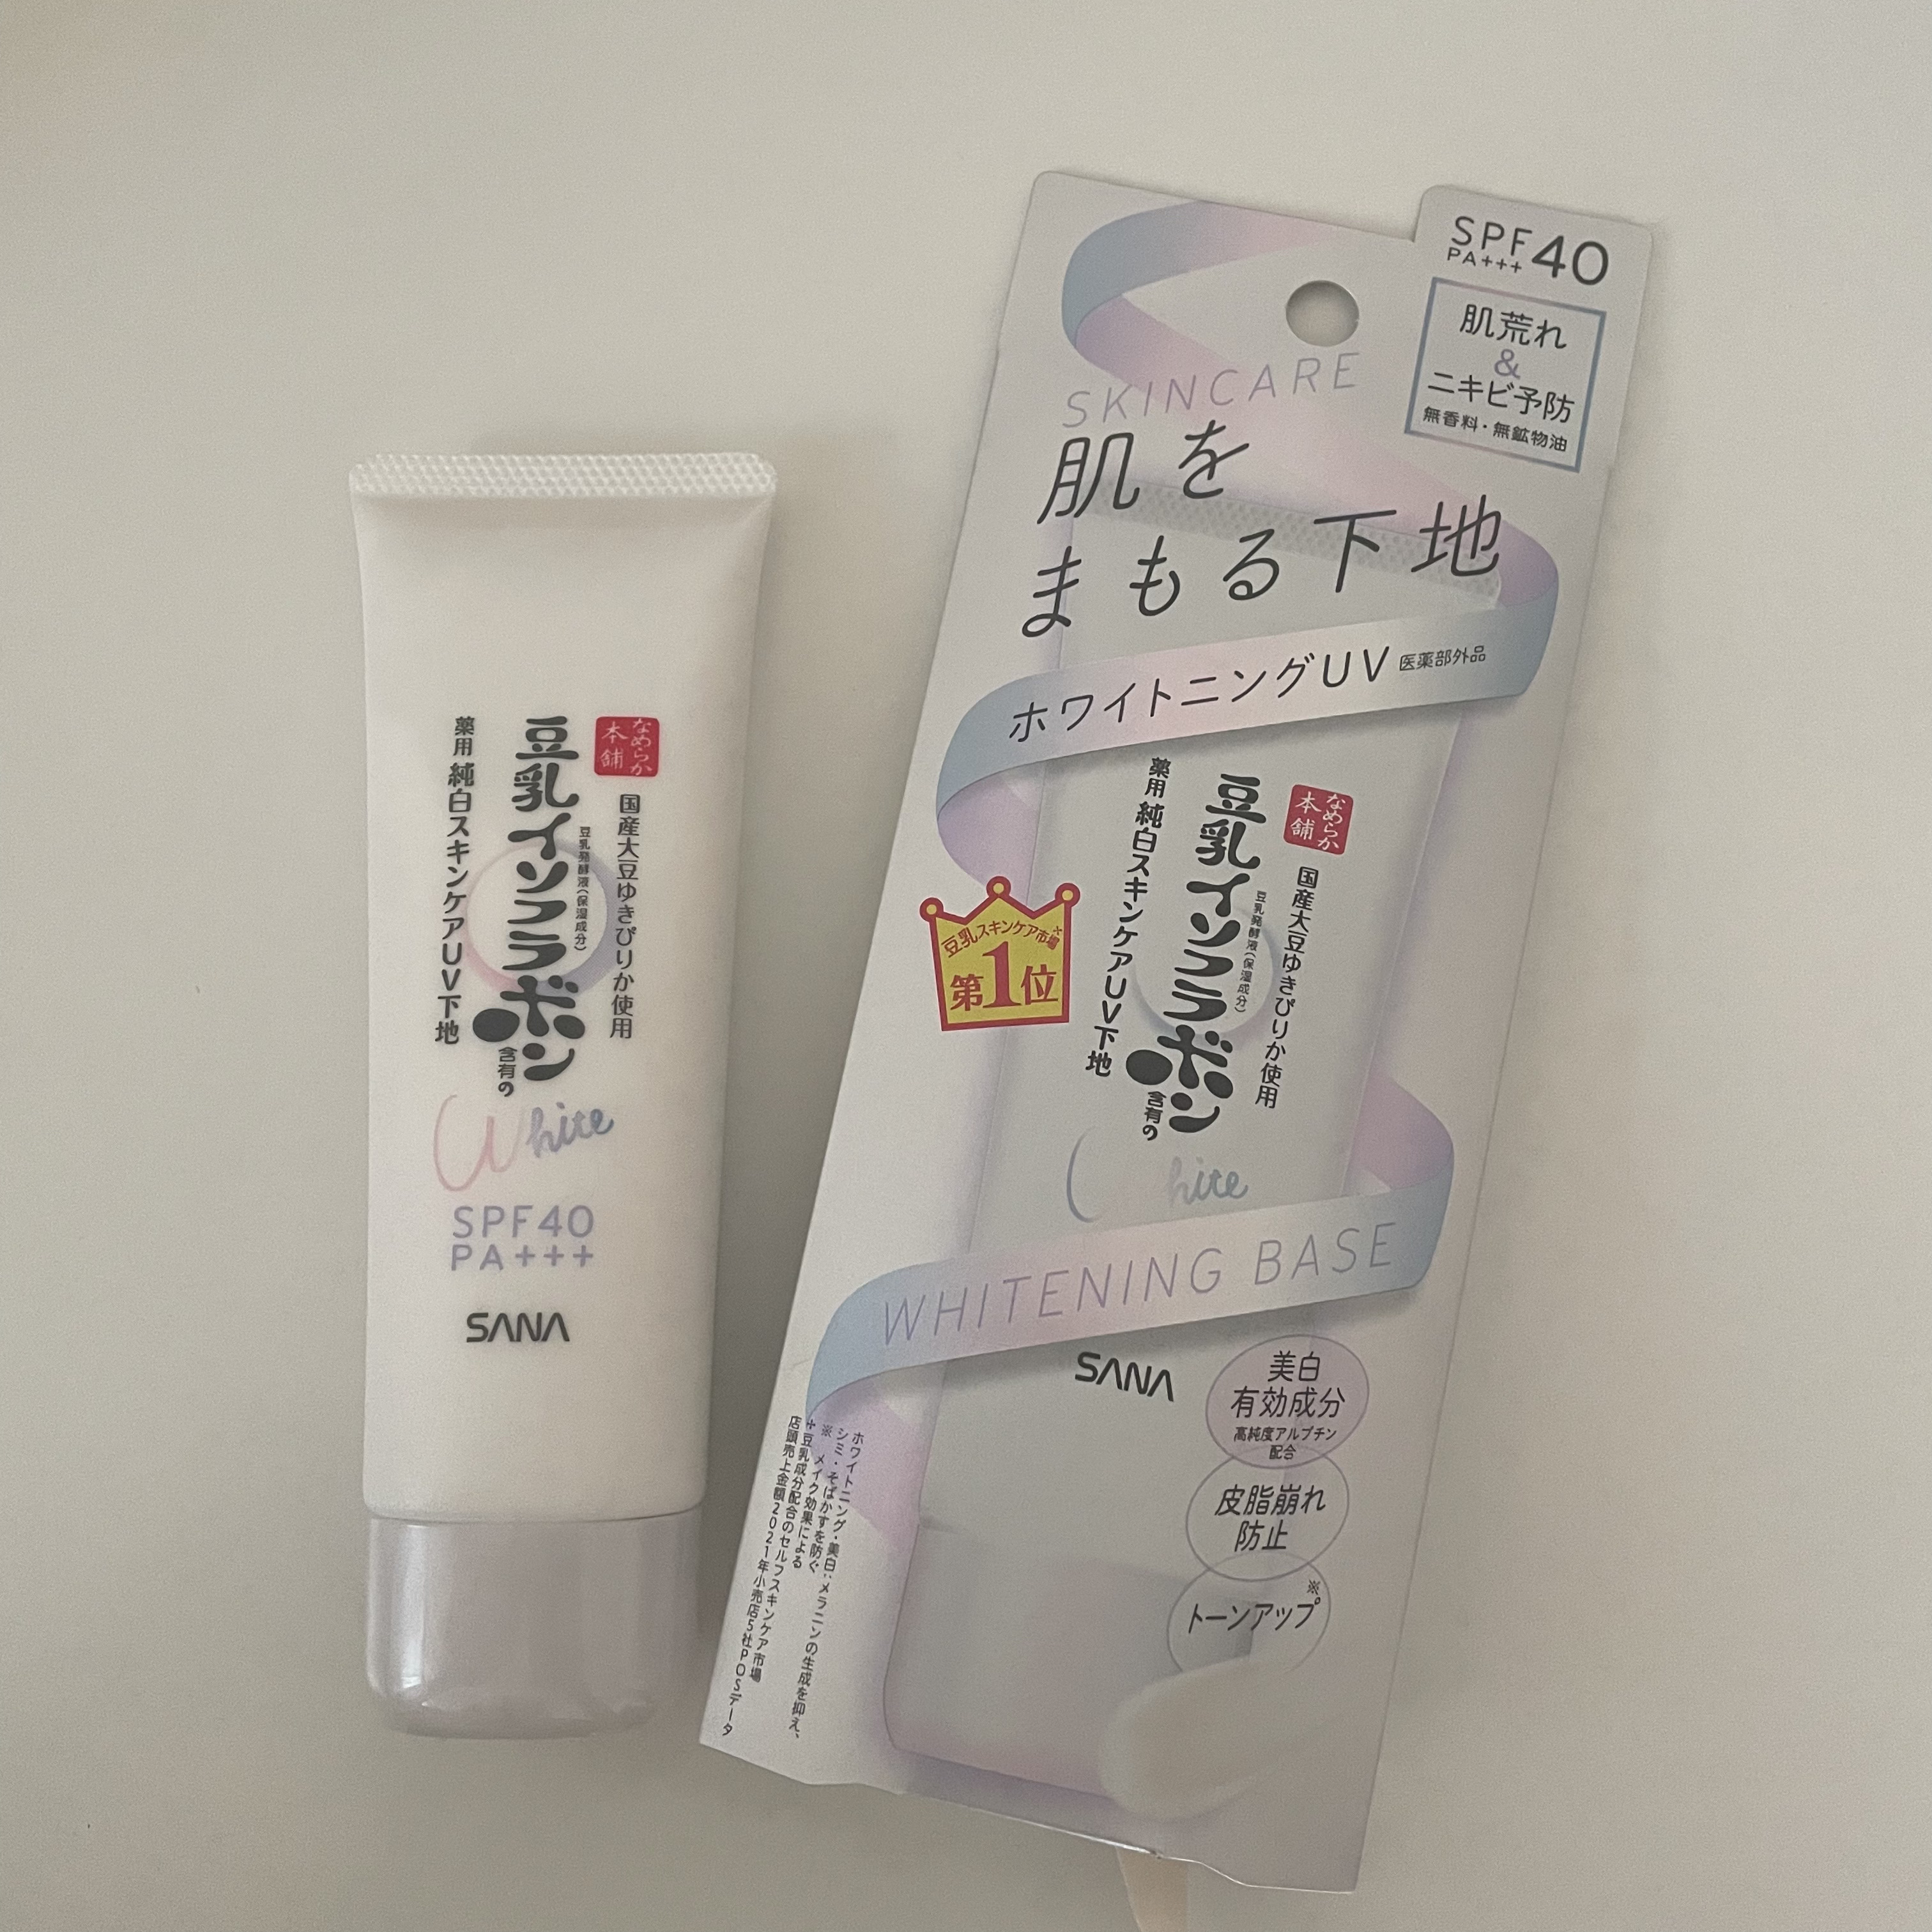 なめらか
本舗
国産大豆ゆきぴりか使用
豆乳発酵液(保湿成分)
豆乳イソフラボン
含有の
薬用 純白スキンケアUV下地
White
SPF40
PA+++
SANA
SPF40
PA+++
肌荒れ
&
ニキビ予防
無香料・無鉱物油
SKINCARE
肌を
まもる下地
ホワイトニングUV 医薬部外品
なめらか
本舗
国産大豆ゆきぴりか使用
豆乳発酵液(保湿成分)
豆乳イソフラボン
含有の
薬用 純白スキンケアUV下地
豆乳スキンケア市場※
第1位
White
WHITENING BASE
SANA
美白
有効成分
高純度アルブチン
配合
皮脂崩れ
防止
トーンアップ※
ホワイトニング・美白:メラニンの生成を抑え、
シミ・そばかすを防ぐ
※ メイク効果による
＋豆乳成分配合のセルフスキンケア市場
店頭売上金額2021年小売店5社POSデータ